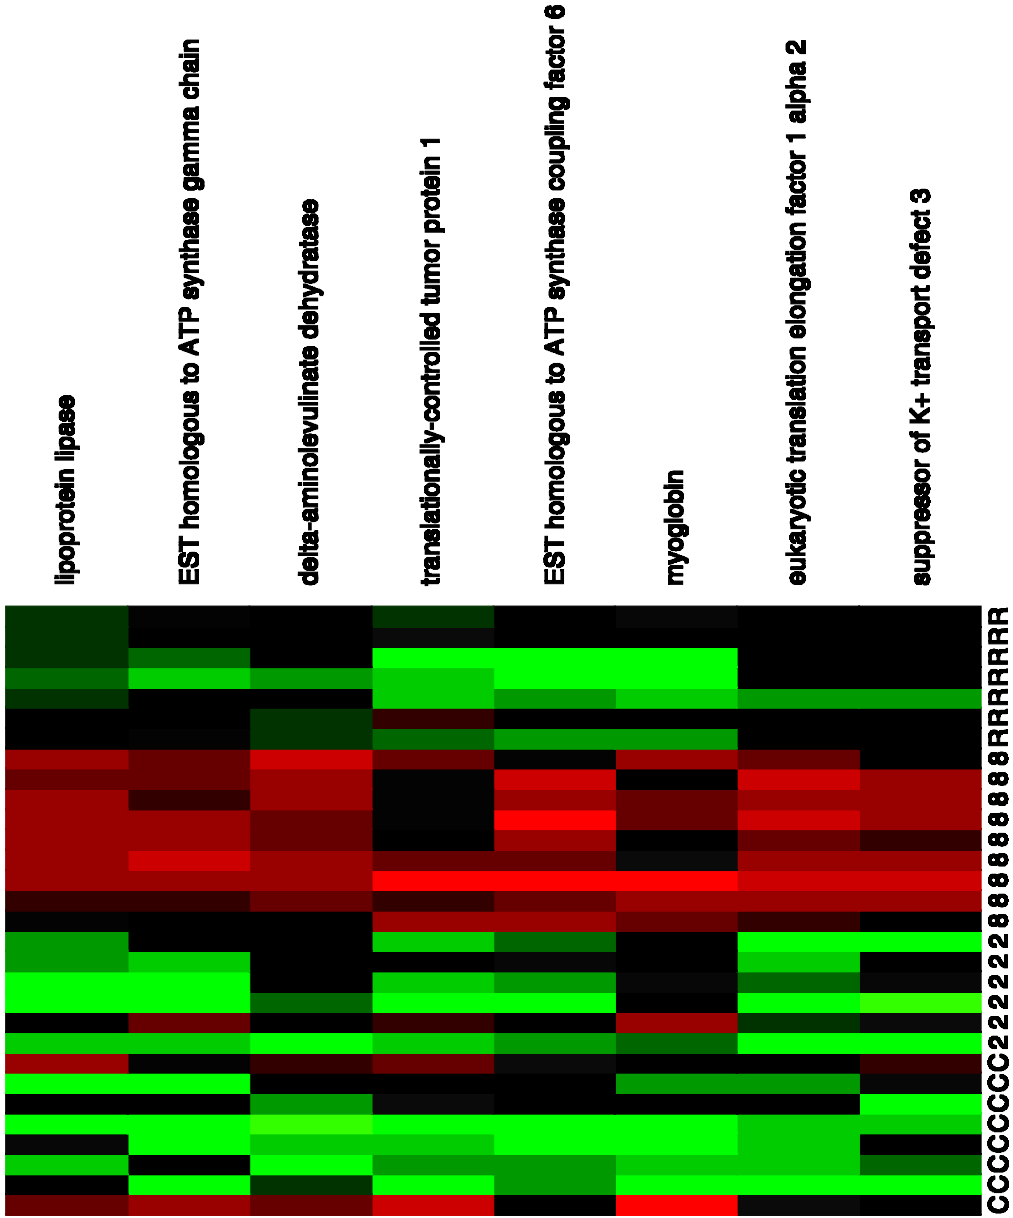 lipoprotein lipase
EST homologous to ATP synthase gamma chain
delta-aminolevulinate dehydratase
translationally-controlled tumor protein 1
EST homologous to ATP synthase coupling factor 6
myoglobin
eukaryotic translation elongation factor 1 alpha 2
suppressor of K+ transport defect 3
CCCCCCCC222222888888888RRRRRRR